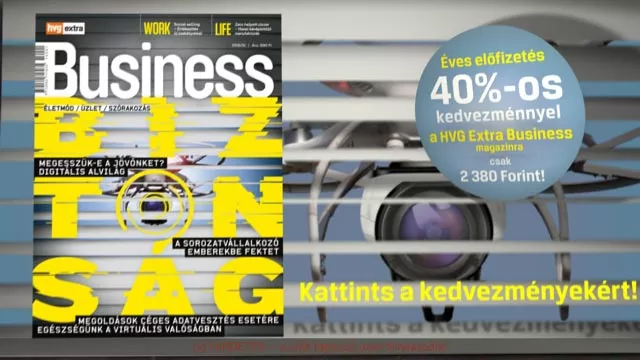 hvg extra
WORK
LIFE
Business
ÉLETMÓD / ÜZLET / SZÓRAKOZÁS
BIZ
MEGESSZÜK-E A JÖVŐNKET?
DIGITÁLIS ALVILÁG
TON
A SOROZATVÁLLALKOZÓ
EMBEREKBE FEKTET
SÁG
MEGOLDÁSOK CÉGES ADATVESZTÉS ESETÉRE
EGÉSZSÉGÜNK A VIRTUÁLIS VALÓSÁGBAN
Éves előfizetés
40%-os
kedvezménnyel
a HVG Extra Business
magazinra
csak
2 380 Forint!
Kattints a kedvezményekért!